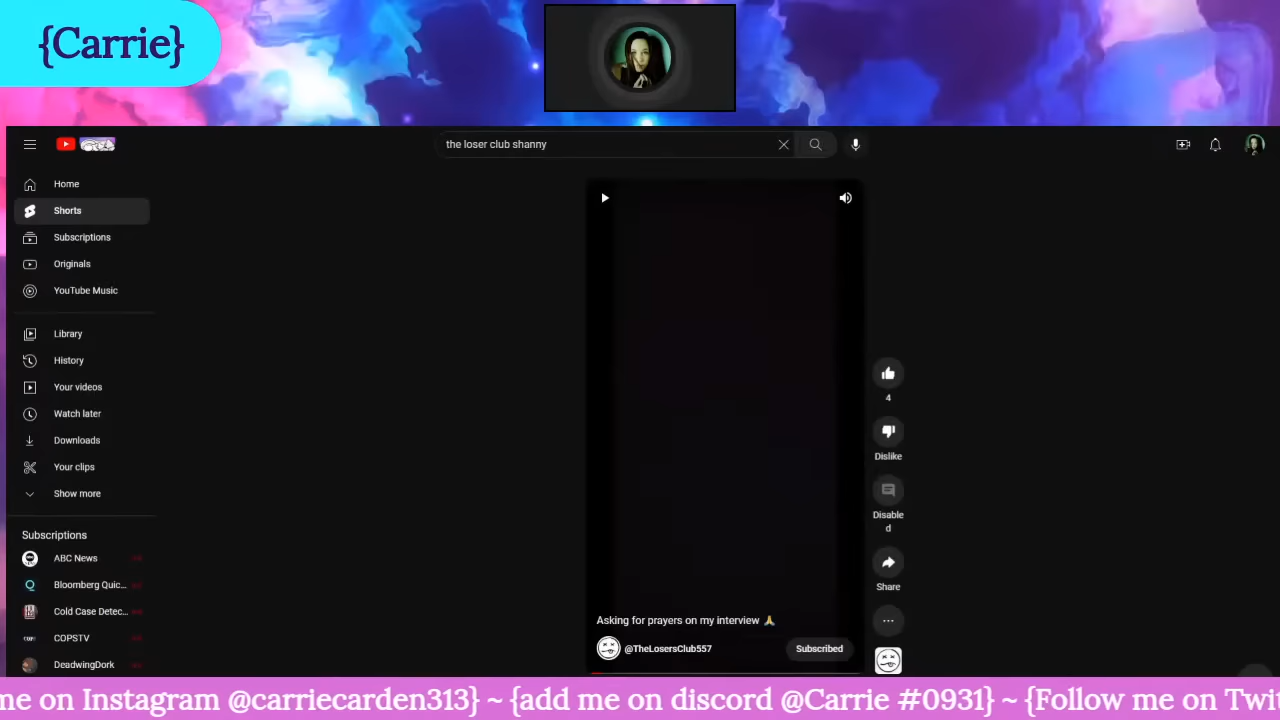 {Carrie}
the loser club shanny
Home
Shorts
Subscriptions
Originals
YouTube Music
Library
History
Your videos
Watch later
Downloads
Your clips
Show more
Subscriptions
ABC News
Bloomberg Quic...
Cold Case Detec...
COPSTV
DeadwingDork
4
Dislike
Disable
d
Share
Asking for prayers on my interview 🙏
@TheLosersClub557
Subscribed
me on Instagram @carriecarden313} ~ {add me on discord @Carrie #0931} ~ {Follow me on Twit